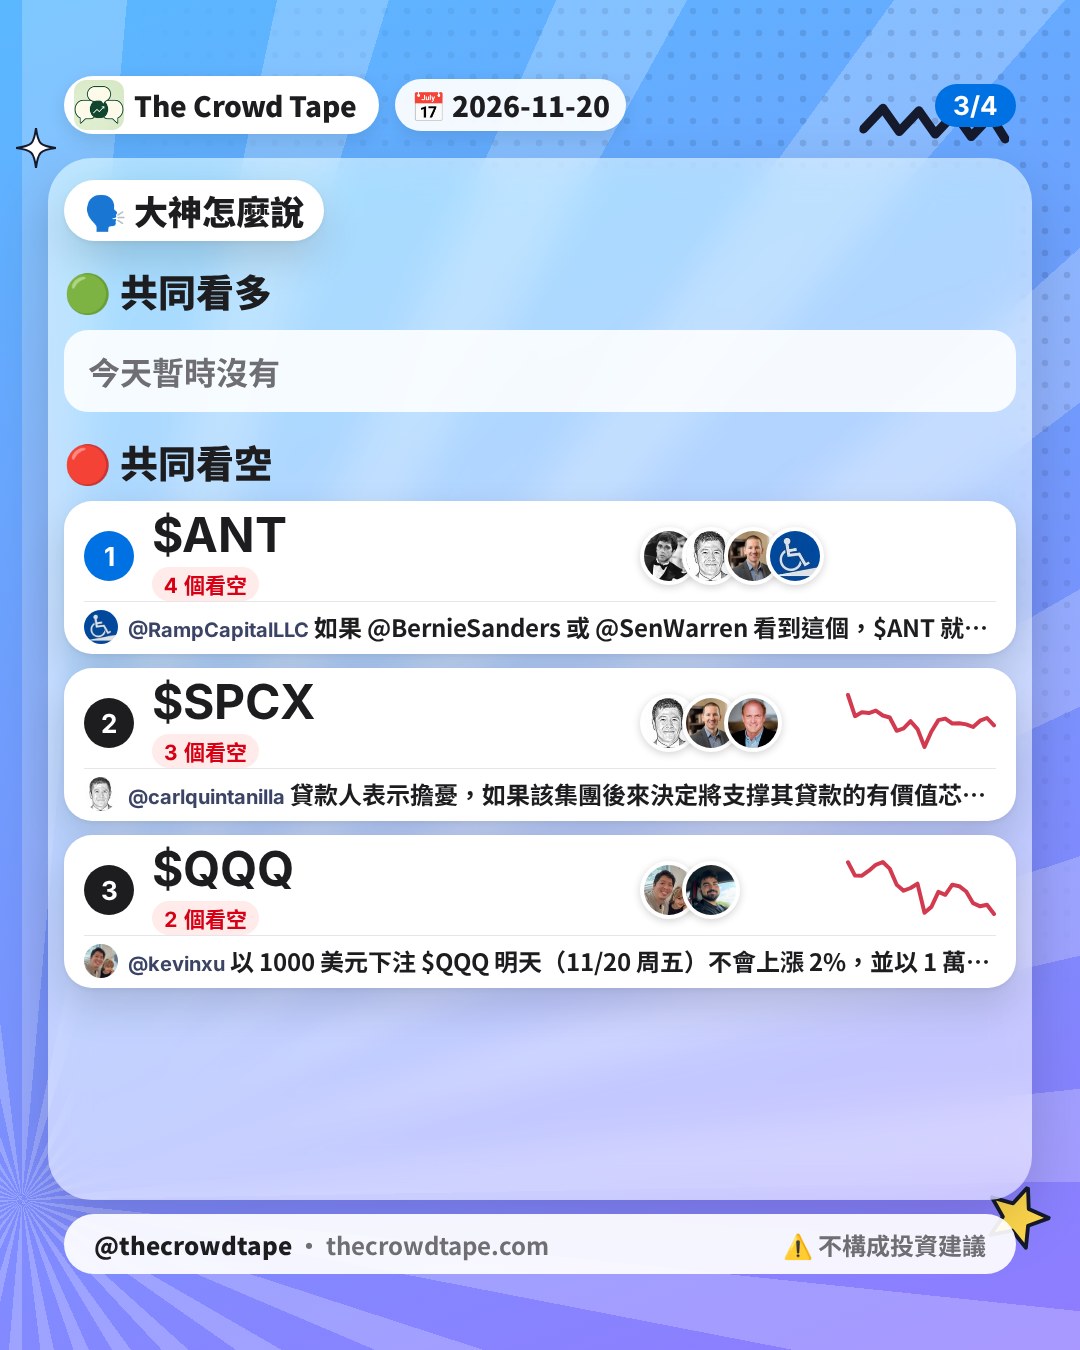 The Crowd Tape
July 17
2026-11-20
3/4
大神怎麼說
共同看多
今天暫時沒有
共同看空
1
$ANT
4 個看空
@RampCapitalLLC 如果 @BernieSanders 或 @SenWarren 看到這個，$ANT 就…
2
$SPCX
3 個看空
@carlquintanilla 貸款人表示擔憂，如果該集團後來決定將支撐其貸款的有價值芯…
3
$QQQ
2 個看空
@kevinxu 以 1000 美元下注 $QQQ 明天（11/20 周五）不會上漲 2%，並以 1 萬…
@thecrowdtape • thecrowdtape.com
不構成投資建議